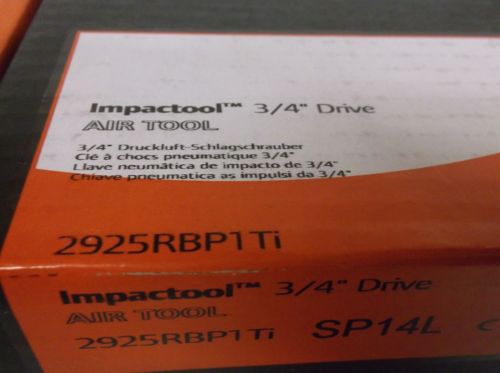 Impactool™ 3/4" Drive
AIR TOOL
3/4" Druckluft-Schlagschrauber
Clé à chocs pneumatique 3/4"
Llave neumática de impacto de 3/4"
Chiave pneumatica as impulsi da 3/4"
2925RBP1Ti
Impactool™ 3/4" Drive
AIR TOOL
2925RBP1Ti SP14L C